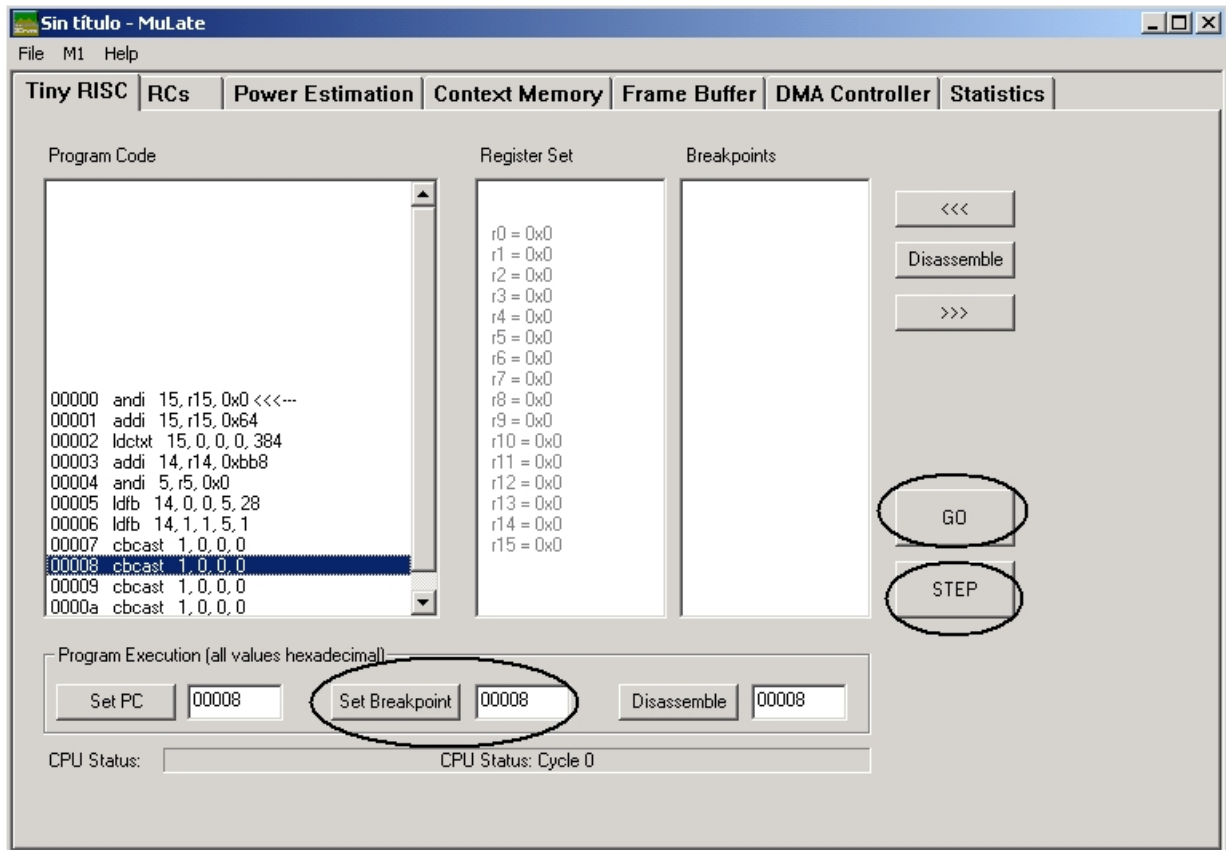 Sin título - MuLate
File M1 Help
Tiny RISC RCs Power Estimation Context Memory Frame Buffer DMA Controller Statistics
Program Code
Register Set
Breakpoints
00000 andi 15, r15, 0x0 <<<---
00001 addi 15, r15, 0x64
00002 ldctxt 15, 0, 0, 0, 384
00003 addi 14, r14, 0xbb8
00004 andi 5, r5, 0x0
00005 ldfb 14, 0, 0, 5, 28
00006 ldfb 14, 1, 1, 5, 1
00007 cbcast 1, 0, 0, 0
00008 cbcast 1, 0, 0, 0
00009 cbcast 1, 0, 0, 0
0000a cbcast 1, 0, 0, 0
r0 = 0x0
r1 = 0x0
r2 = 0x0
r3 = 0x0
r4 = 0x0
r5 = 0x0
r6 = 0x0
r7 = 0x0
r8 = 0x0
r9 = 0x0
r10 = 0x0
r11 = 0x0
r12 = 0x0
r13 = 0x0
r14 = 0x0
r15 = 0x0
<<<
Disassemble
>>>
GO
STEP
Program Execution (all values hexadecimal)
Set PC 00008 Set Breakpoint 00008 Disassemble 00008
CPU Status: CPU Status: Cycle 0